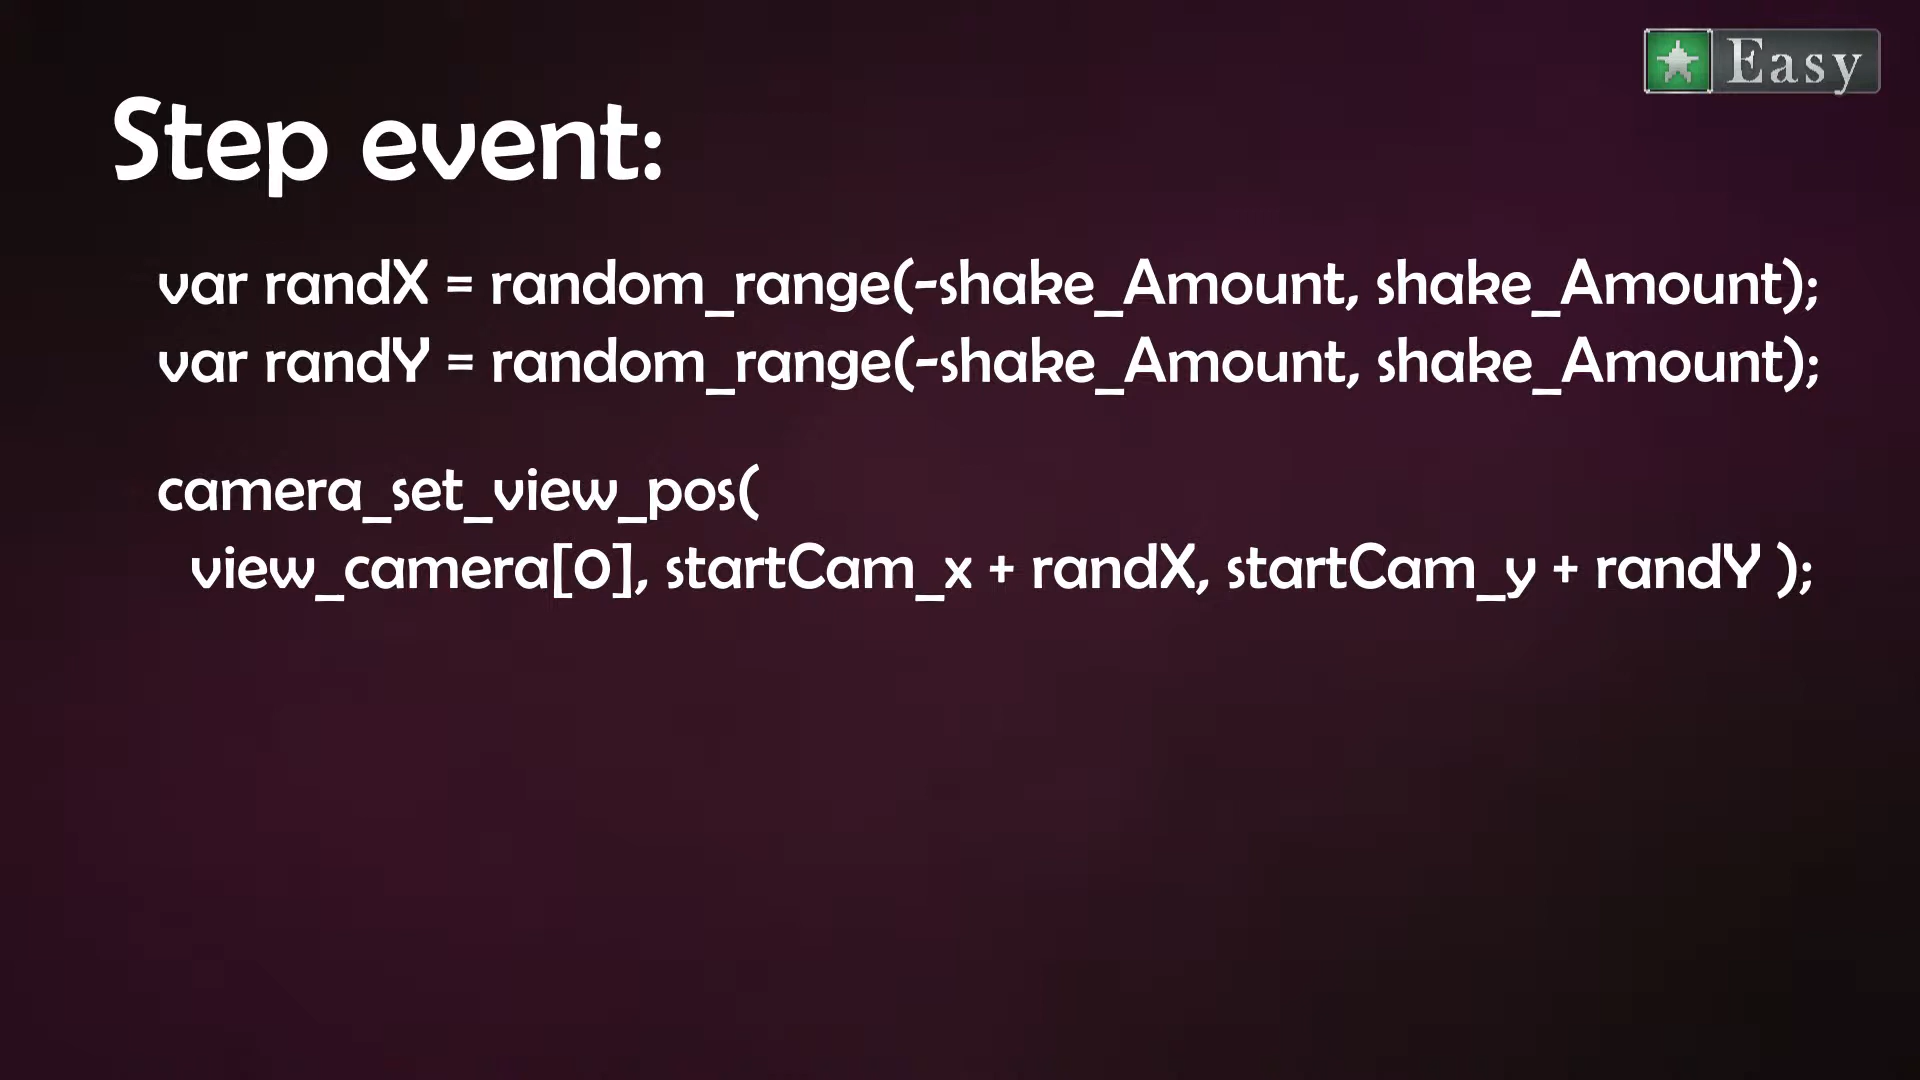 Easy
Step event:
var randX = random_range(-shake_Amount, shake_Amount);
var randY = random_range(-shake_Amount, shake_Amount);
camera_set_view_pos(
view_camera[0], startCam_x + randX, startCam_y + randY );